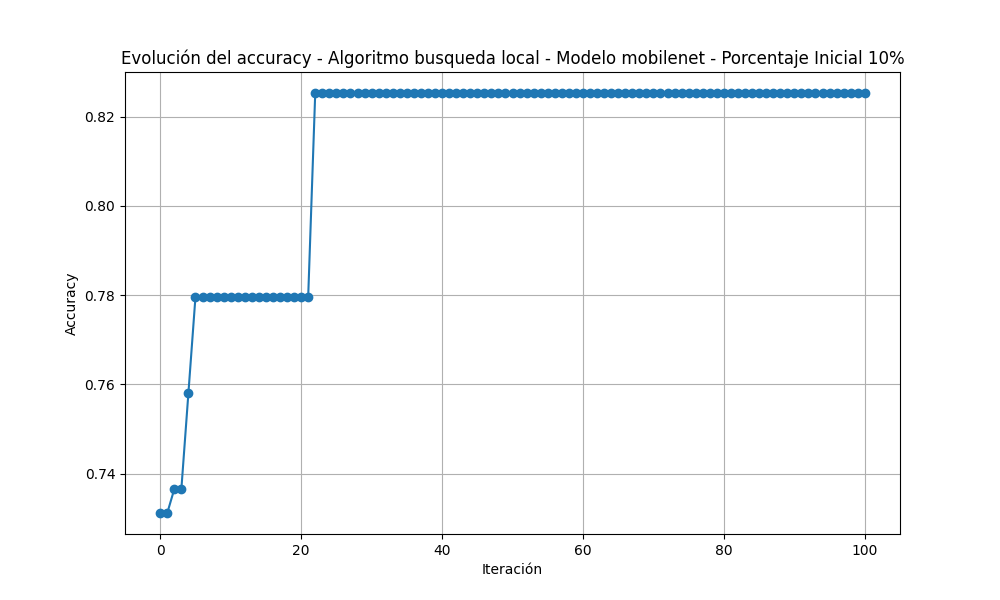 Evolución del accuracy - Algoritmo busqueda local - Modelo mobilenet - Porcentaje Inicial 10%
Accuracy
0.82
0.80
0.78
0.76
0.74
0 20 40 60 80 100
Iteración